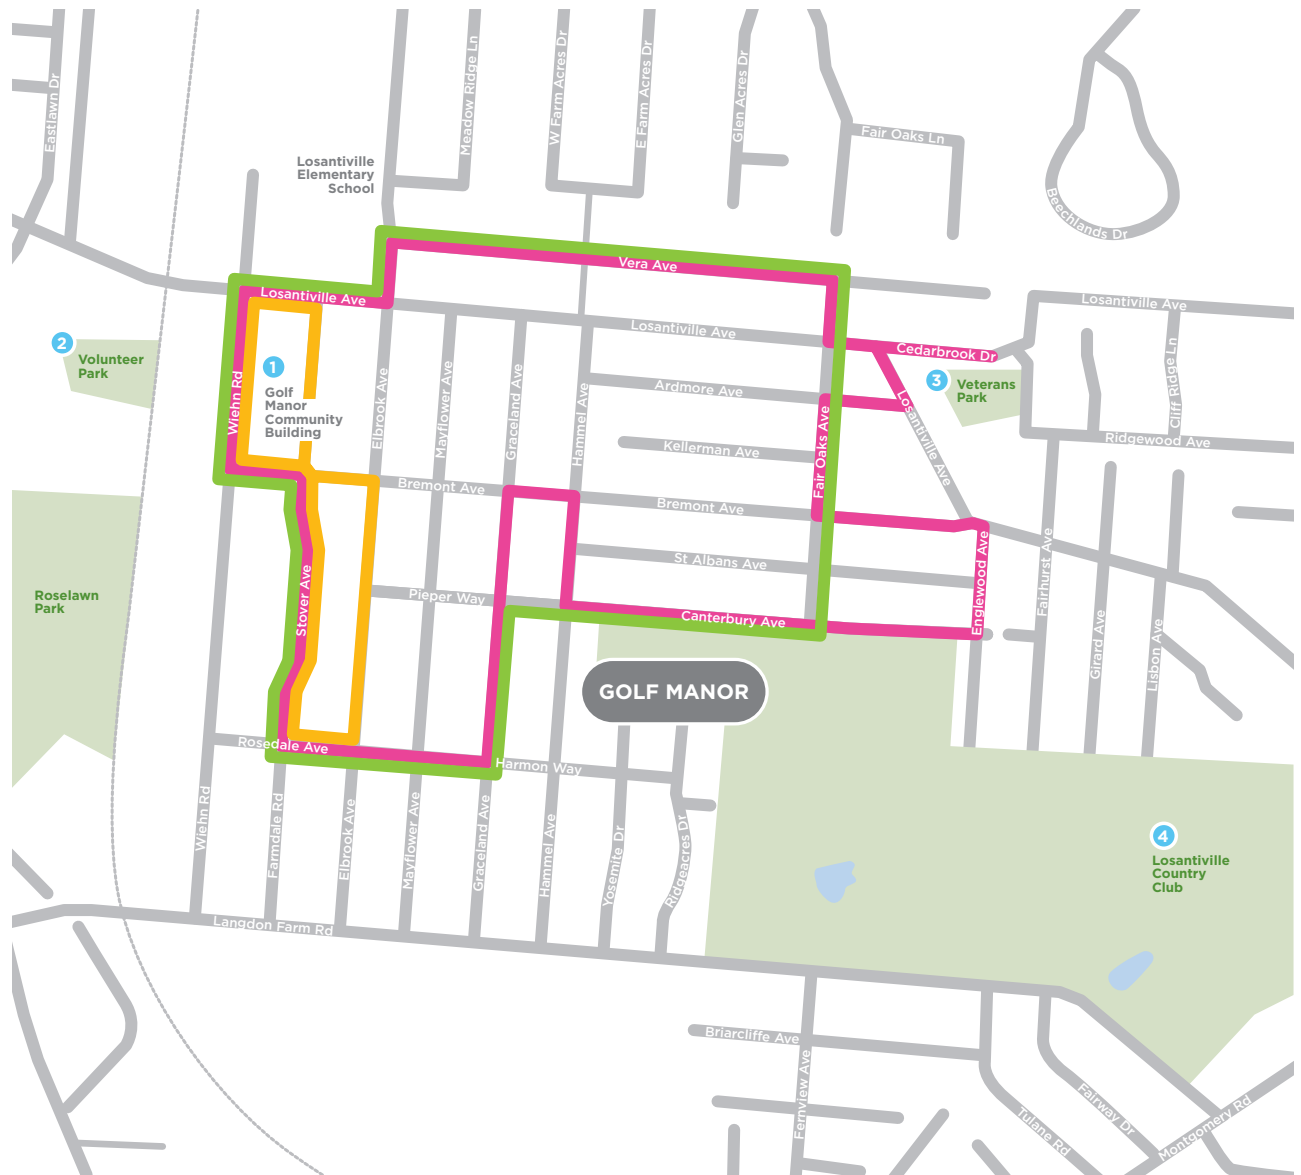 Eastlawn Dr
Meadow Ridge Ln
W Farm Acres Dr
E Farm Acres Dr
Glen Acres Dr
Fair Oaks Ln
Beechlands Dr
Losantiville
Elementary
School
Vera Ave
Losantiville Ave
Losantiville Ave
Losantiville Ave
Cedarbrook Dr
Cliff Ridge Ln
2
Volunteer
Park
1
Golf
Manor
Community
Building
Wiehn Rd
Elbrook Ave
Mayflower Ave
Graceland Ave
Hammel Ave
Ardmore Ave
Kellerman Ave
Fair Oaks Ave
3
Veterans
Park
Losantiville Ave
Ridgewood Ave
Bremont Ave
Bremont Ave
St Albans Ave
Englewood Ave
Fairhurst Ave
Girard Ave
Lisbon Ave
Roselawn
Park
Stover Ave
Pieper Way
Canterbury Ave
GOLF MANOR
Rosedale Ave
Harmon Way
Wiehn Rd
Farmdale Rd
Elbrook Ave
Mayflower Ave
Graceland Ave
Hammel Ave
Yosemite Dr
Ridgeacres Dr
4
Losantiville
Country
Club
Langdon Farm Rd
Briarcliffe Ave
Fernview Ave
Tulane Rd
Fairway Dr
Montgomery Rd